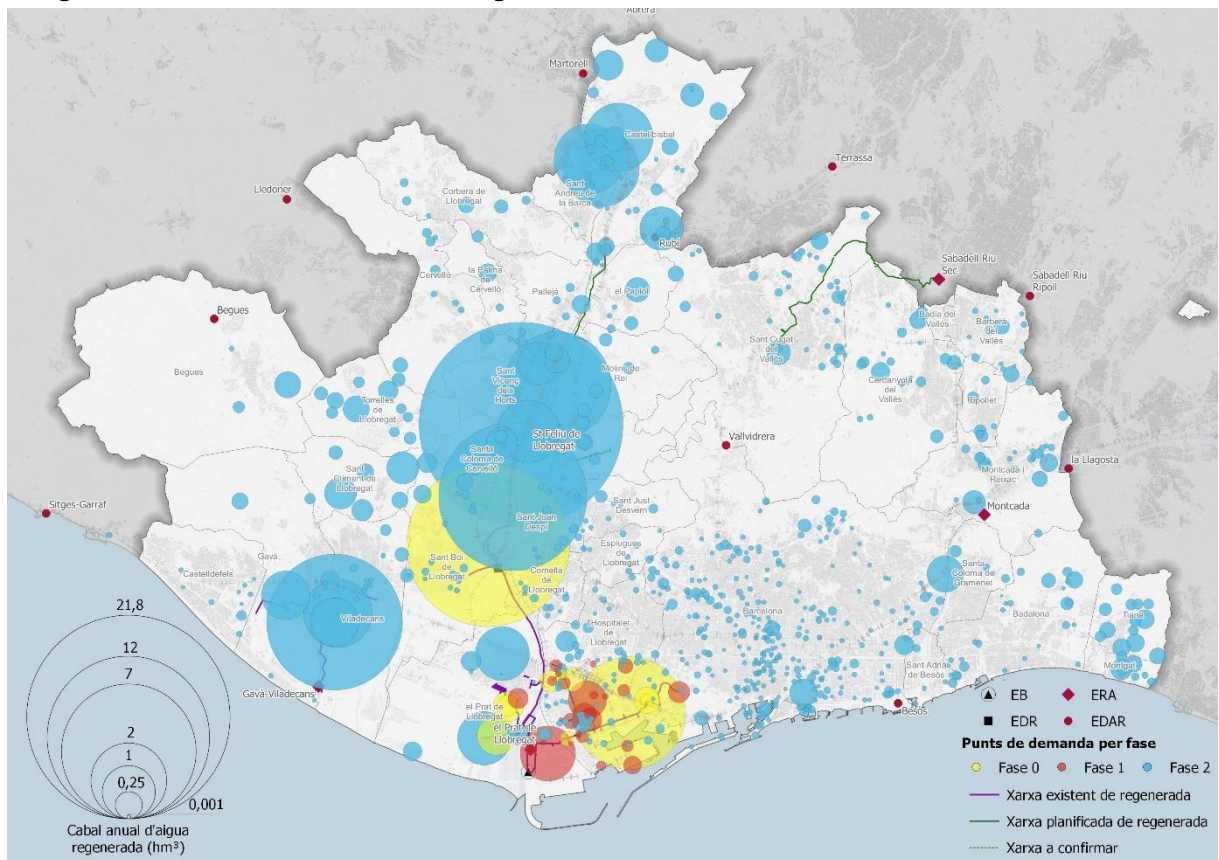 Abrera
Martorell
Castellbisbal
Terrassa
Lledoner
Corbera de
Llobregat
Sant
Andreu de
la Barca
Rubí
Cervelló
la Palma
de
Cervelló
Pallejà
el Papiol
Sabadell Riu
Sec
Sabadell Riu
Ripoll
Begues
Begues
Badia del
Vallès
Barberà
del
Vallès
Sant Cugat
del
Vallès
Cerdanyola
del
Vallès
Ripollet
Sant
Vicenç
dels
Horts
Molins de
Rei
Torrelles
de
Llobregat
St Feliu de
Llobregat
Vallvidrera
Santa
Coloma de
Cervelló
Sant
Climent de
Llobregat
Montcada i
Reixac
la Llagosta
Sitges-Garraf
Sant Just
Desvern
Sant Joan
Despí
Montcada
Esplugues
de
Llobregat
Sant Boi
de
Llobregat
Cornellà
de
Llobregat
Gavà
Castelldefels
Santa
Coloma de
Gramenet
Badalona
Tiana
Barcelona
Viladecans
Hospitalet
de
Llobregat
Sant Adrià
de Besòs
Montgat
Gavà-Viladecans
el Prat de
Llobregat
el Prat de
Llobregat
Besòs
21,8
12
7
2
1
0,25
0,001
Cabal anual d'aigua
regenerada (hm³)
EB ERA
EDR EDAR
Punts de demanda per fase
Fase 0 Fase 1 Fase 2
Xarxa existent de regenerada
Xarxa planificada de regenerada
Xarxa a confirmar